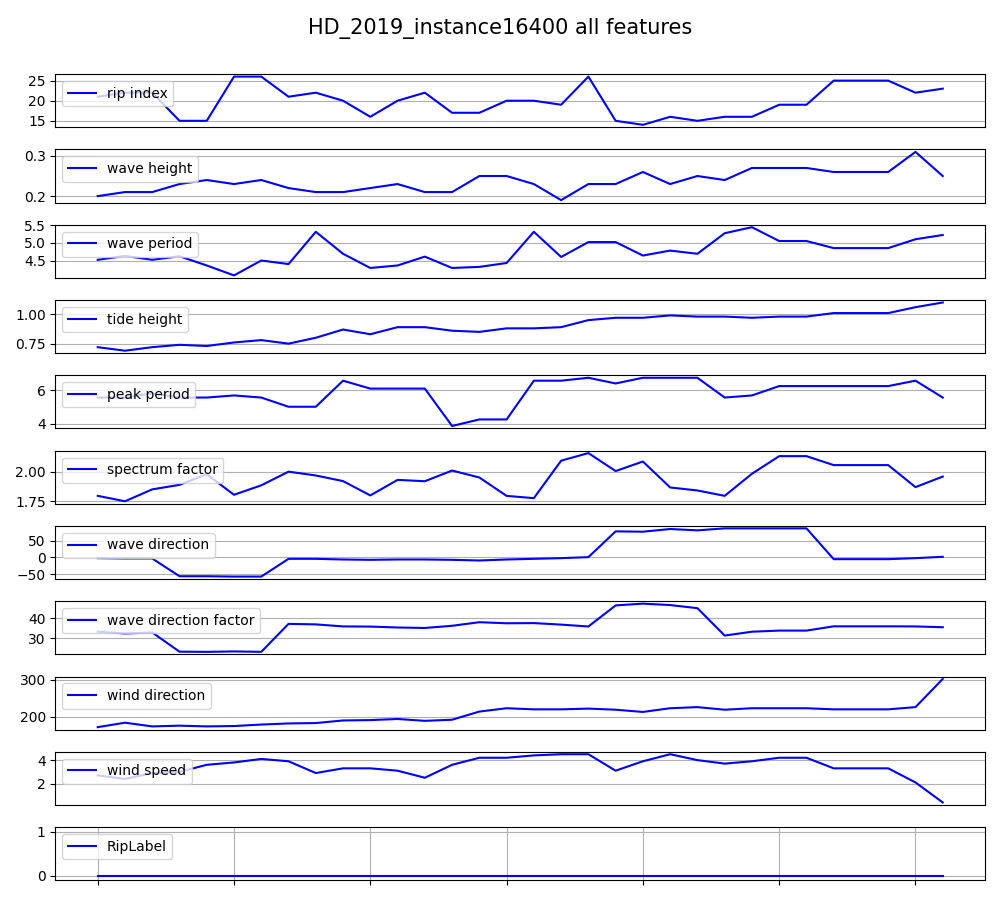 HD_2019_instance16400 all features
25
20
15
rip index
0.3
0.2
wave height
5.5
5.0
4.5
wave period
1.00
0.75
tide height
6
4
peak period
2.00
1.75
spectrum factor
50
0
−50
wave direction
40
30
wave direction factor
300
200
wind direction
4
2
wind speed
1
0
RipLabel